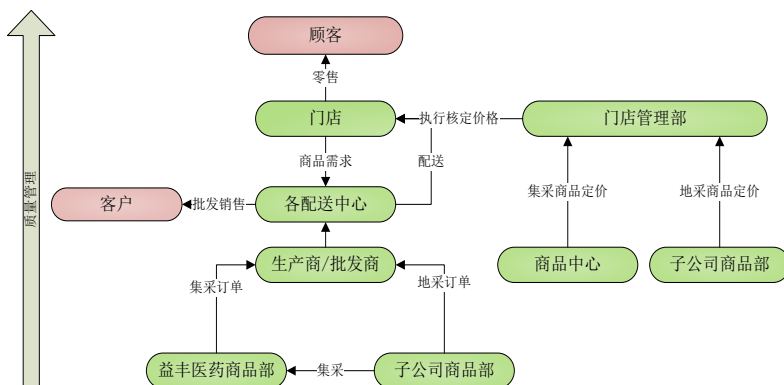 顾客
零售
门店
执行核定价格
门店管理部
商品需求
配送
质量管理
集采商品定价
地采商品定价
客户
批发销售
各配送中心
生产商/批发商
商品中心
子公司商品部
集采订单
地采订单
益丰医药商品部
集采
子公司商品部